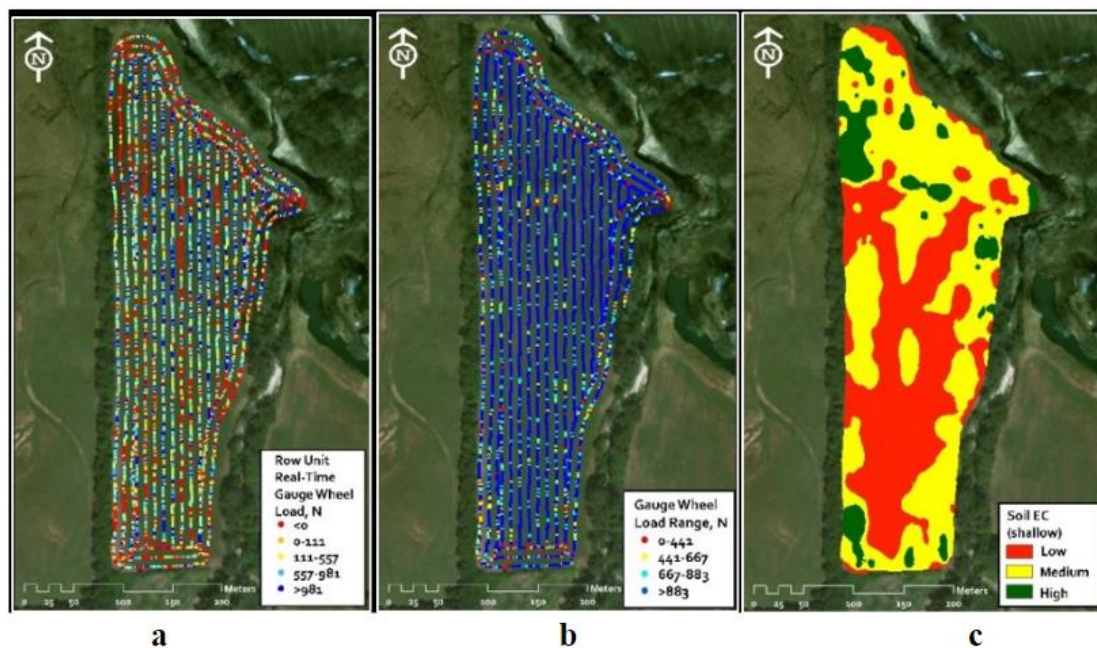 N
Row Unit
Real-Time
Gauge Wheel
Load, N
<0
0-111
111-557
557-981
>981
Meters
0 25 50 100 150 200
a
N
Gauge Wheel
Load Range, N
0-441
441-667
667-883
>883
Meters
0 25 50 100 150 200
b
N
Soil EC
(shallow)
Low
Medium
High
Meters
0 25 50 100 150 200
c